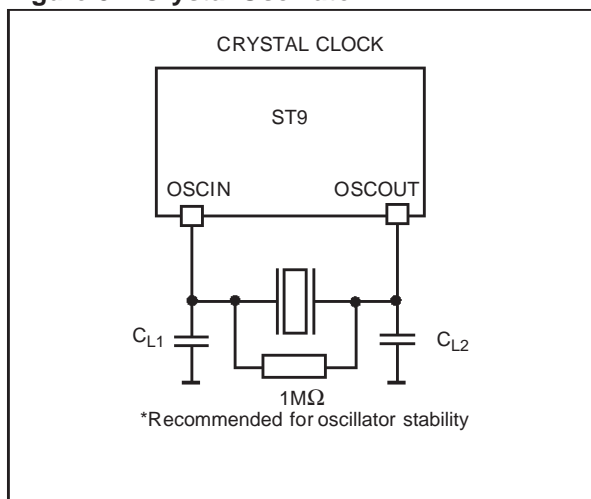 CRYSTAL CLOCK
ST9
OSCIN OSCOUT
CL1 CL2
1MΩ
*Recommended for oscillator stability